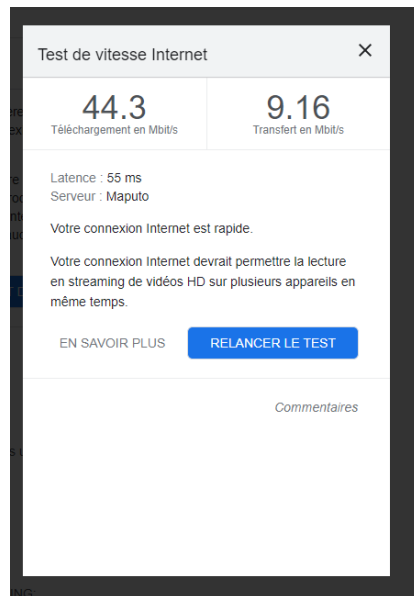 Test de vitesse Internet
44.3
Téléchargement en Mbit/s
9.16
Transfert en Mbit/s
Latence : 55 ms
Serveur : Maputo
Votre connexion Internet est rapide.
Votre connexion Internet devrait permettre la lecture
en streaming de vidéos HD sur plusieurs appareils en
même temps.
EN SAVOIR PLUS
RELANCER LE TEST
Commentaires